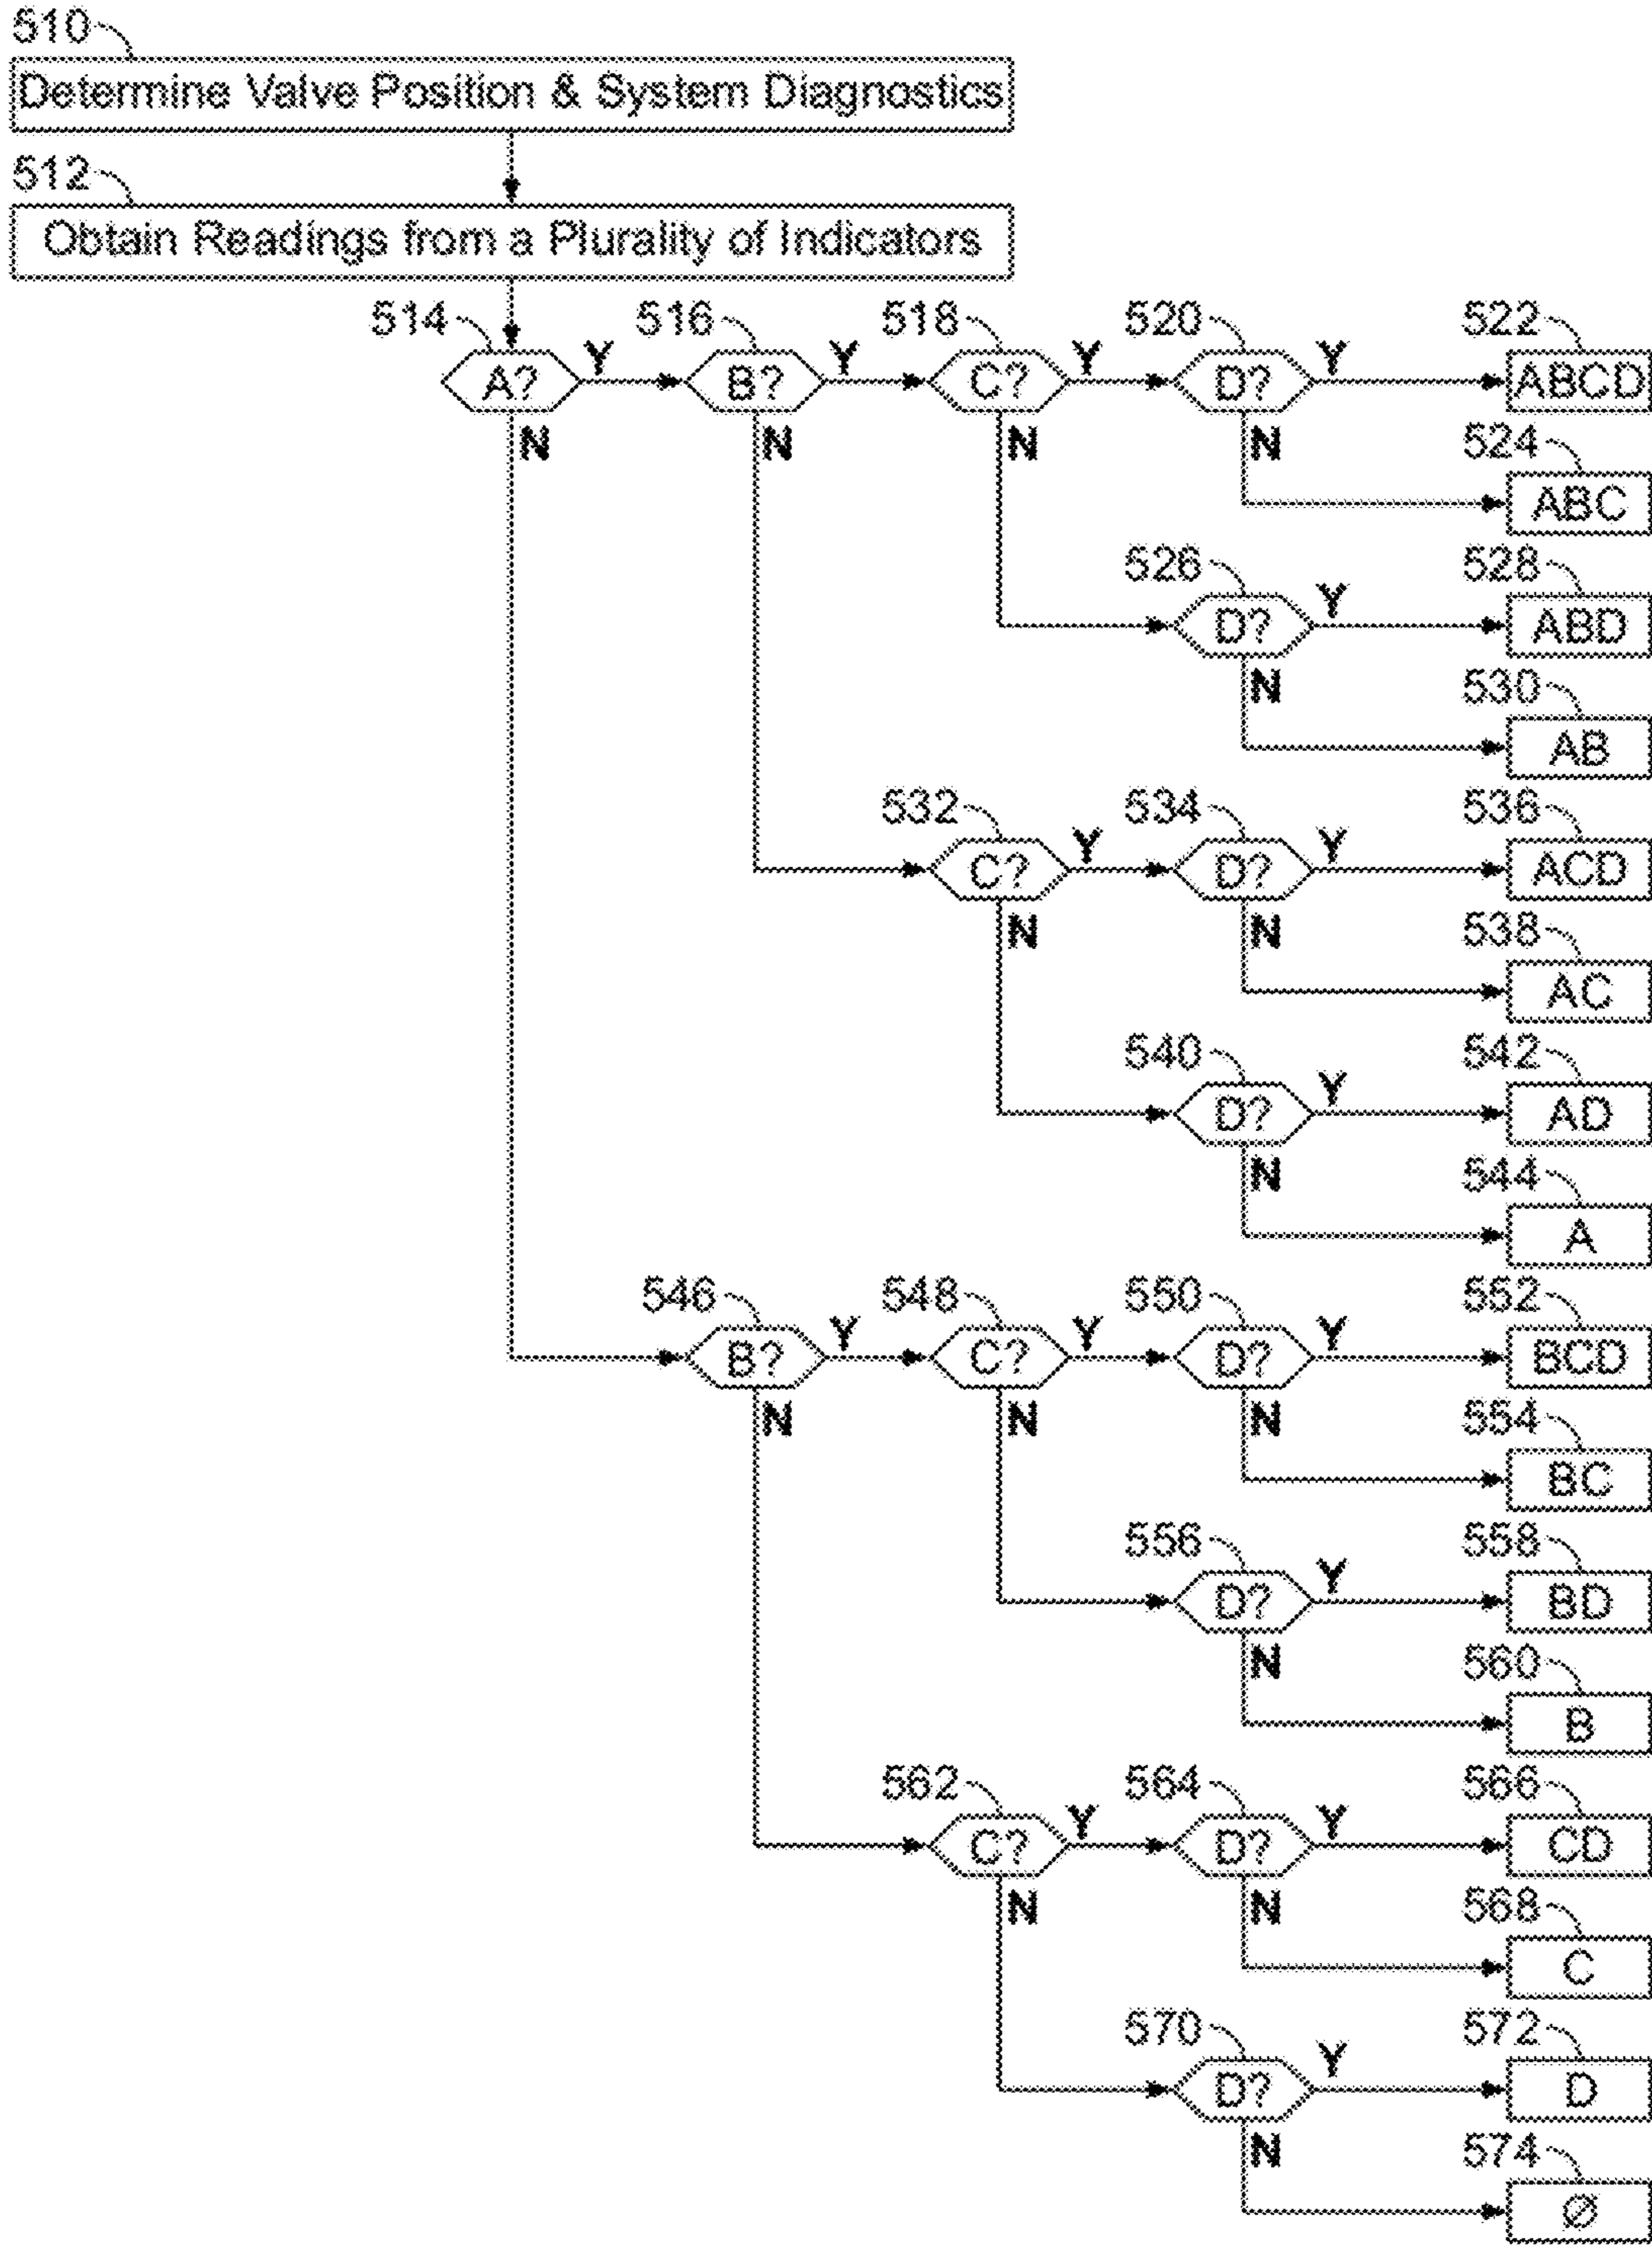 510
Determine Valve Position & System Diagnostics
512
Obtain Readings from a Plurality of Indicators
514 516 518 520 522
A? Y B? Y C? Y D? Y ABCD
N N N N 524
ABC
526 528
D? Y ABD
N 530
AB
532 534 536
C? Y D? Y ACD
N N 538
AC
540 542
D? Y AD
N 544
A
546 548 550 552
B? Y C? Y D? Y BCD
N N N 554
BC
556 558
D? Y BD
N 560
B
562 564 566
C? Y D? Y CD
N N 568
C
570 572
D? Y D
N 574
Ø